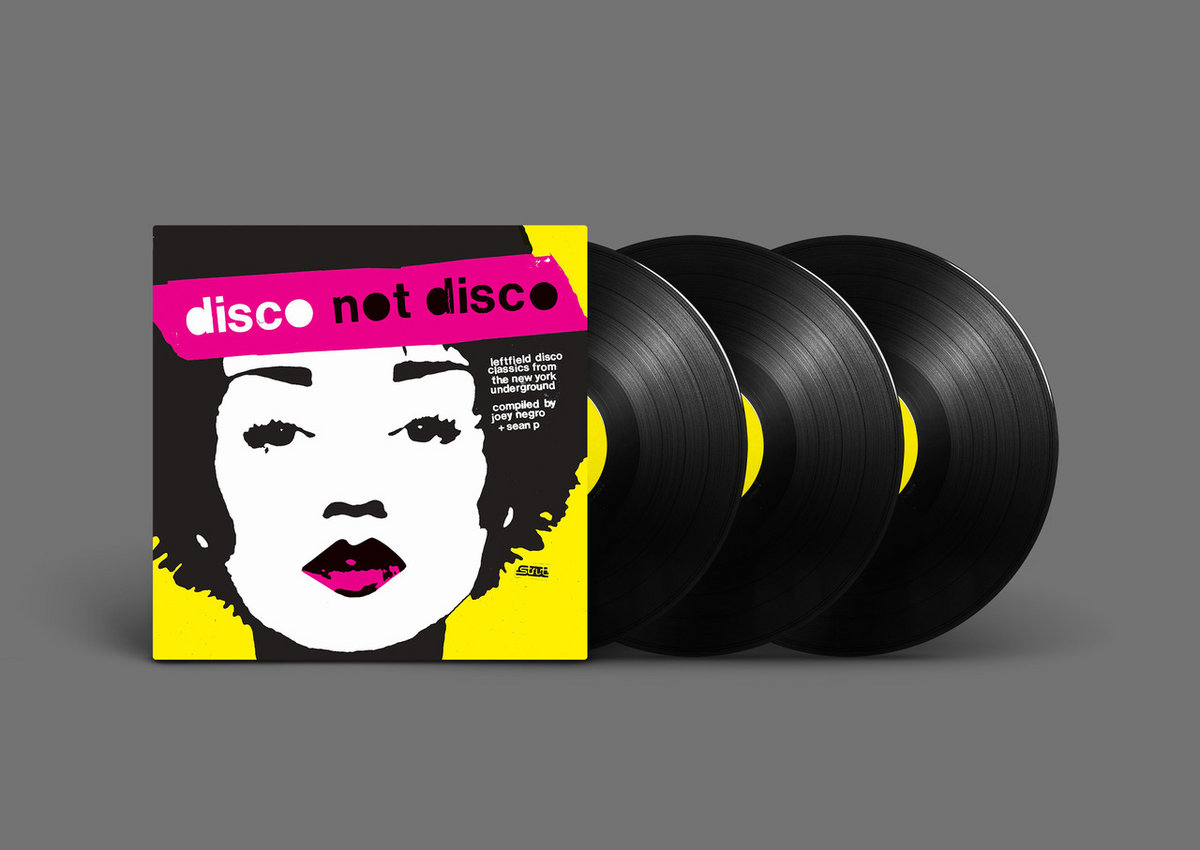 disco not disco
leftfield disco
classics from
the new york
underground
compiled by
joey negro
+ sean p
Strut